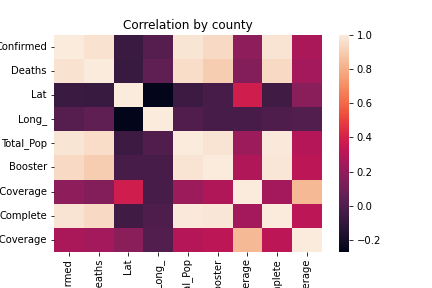 Correlation by county
Confirmed
Deaths
Lat
Long_
Total_Pop
Booster
Coverage
Complete
Coverage
rmed
eaths
Lat
Long_
al_Pop
ooster
erage
mplete
erage
1.0
0.8
0.6
0.4
0.2
0.0
−0.2